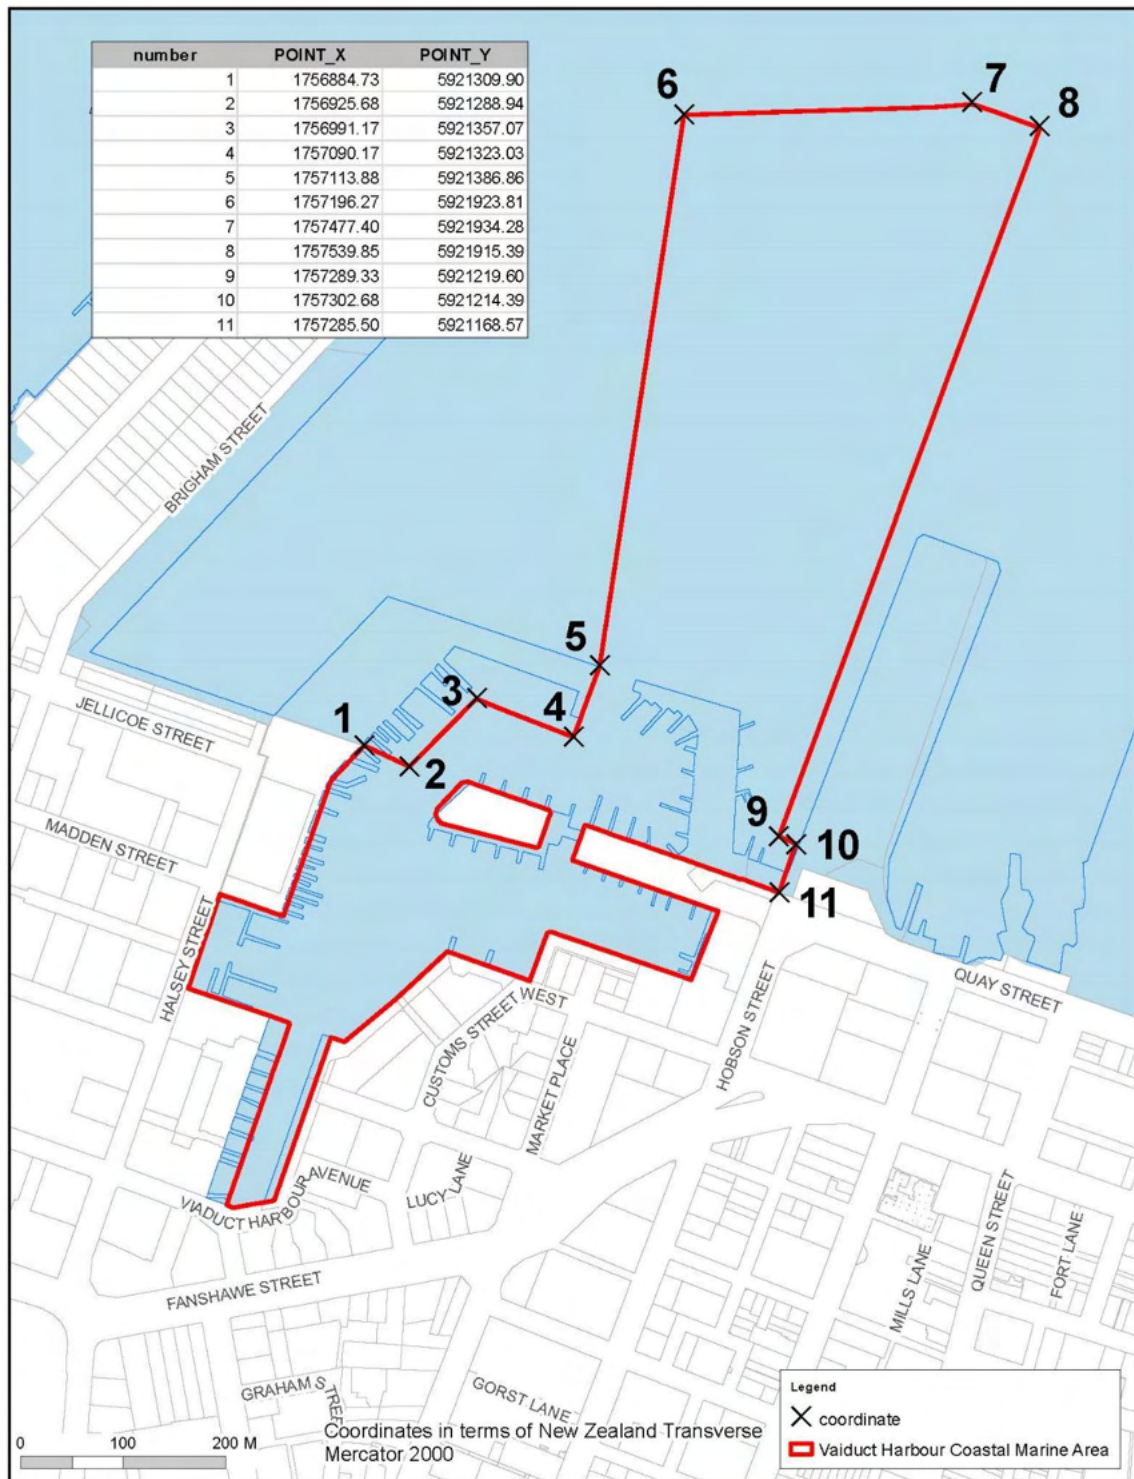 number POINT_X POINT_Y
1 1756884.73 5921309.90
2 1756925.68 5921288.94
3 1756991.17 5921357.07
4 1757090.17 5921323.03
5 1757113.88 5921386.86
6 1757196.27 5921923.81
7 1757477.40 5921934.28
8 1757539.85 5921915.39
9 1757289.33 5921219.60
10 1757302.68 5921214.39
11 1757285.50 5921168.57
6
7
8
BRIGHAM STREET
5
3
4
1
2
JELLICOE STREET
MADDEN STREET
9
10
11
HALSEY STREET
QUAY STREET
CUSTOMS STREET WEST
MARKET PLACE
HOBSON STREET
VIADUCT HARBOUR AVENUE
LUCY LANE
FANSHAWE STREET
MILLS LANE
QUEEN STREET
FORT LANE
GRAHAM STREET
GORST LANE
0 100 200 M
Coordinates in terms of New Zealand Transverse
Mercator 2000
Legend
coordinate
Vaiduct Harbour Coastal Marine Area